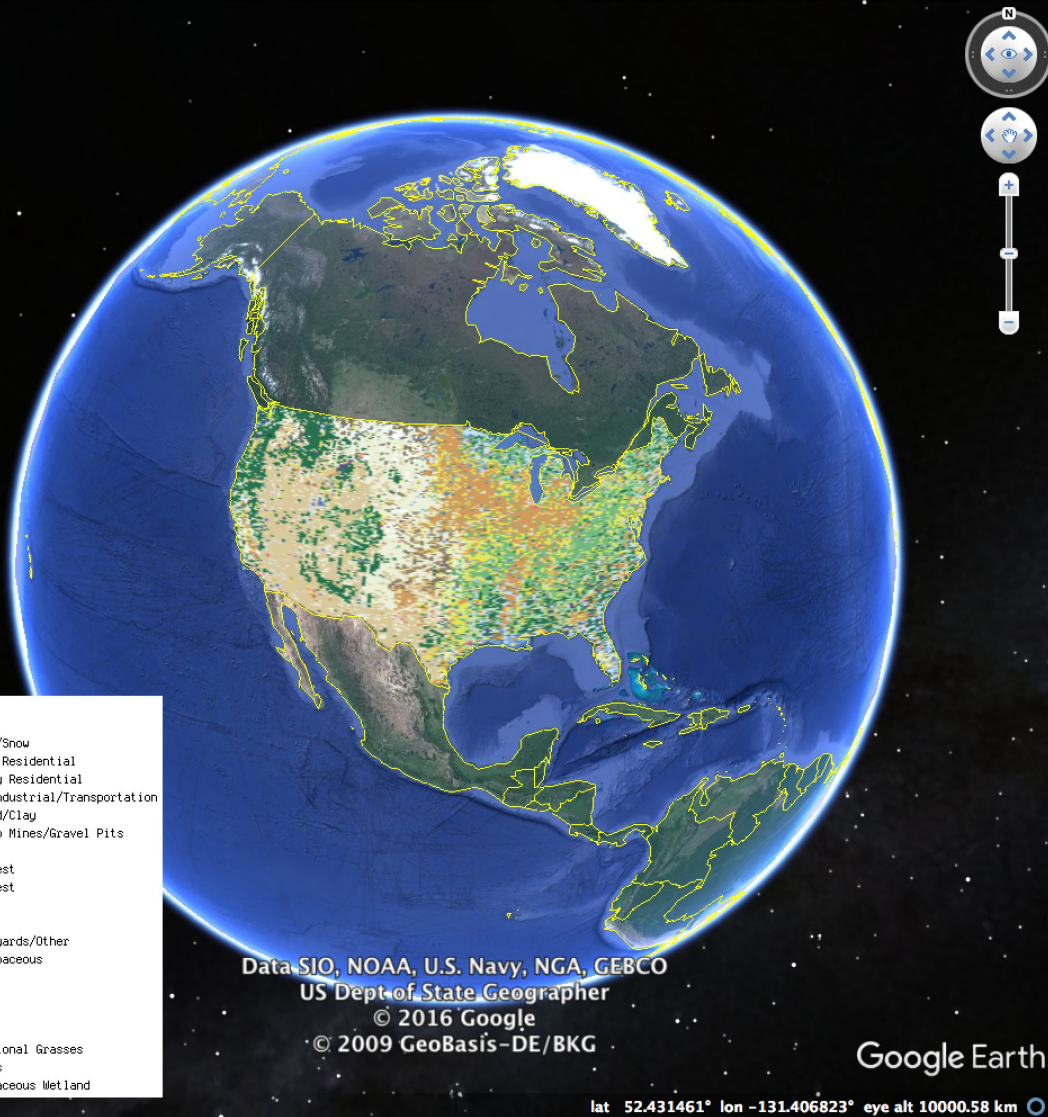 N
/Snow
Residential
y Residential
ndustrial/Transportation
d/Clay
p Mines/Gravel Pits
est
est
yards/Other
baceous
ional Grasses
s
aceous Wetland
Data SIO, NOAA, U.S. Navy, NGA, GEBCO
US Dept of State Geographer
© 2016 Google
© 2009 GeoBasis-DE/BKG
Google Earth
lat 52.431461° lon -131.406823° eye alt 10000.58 km